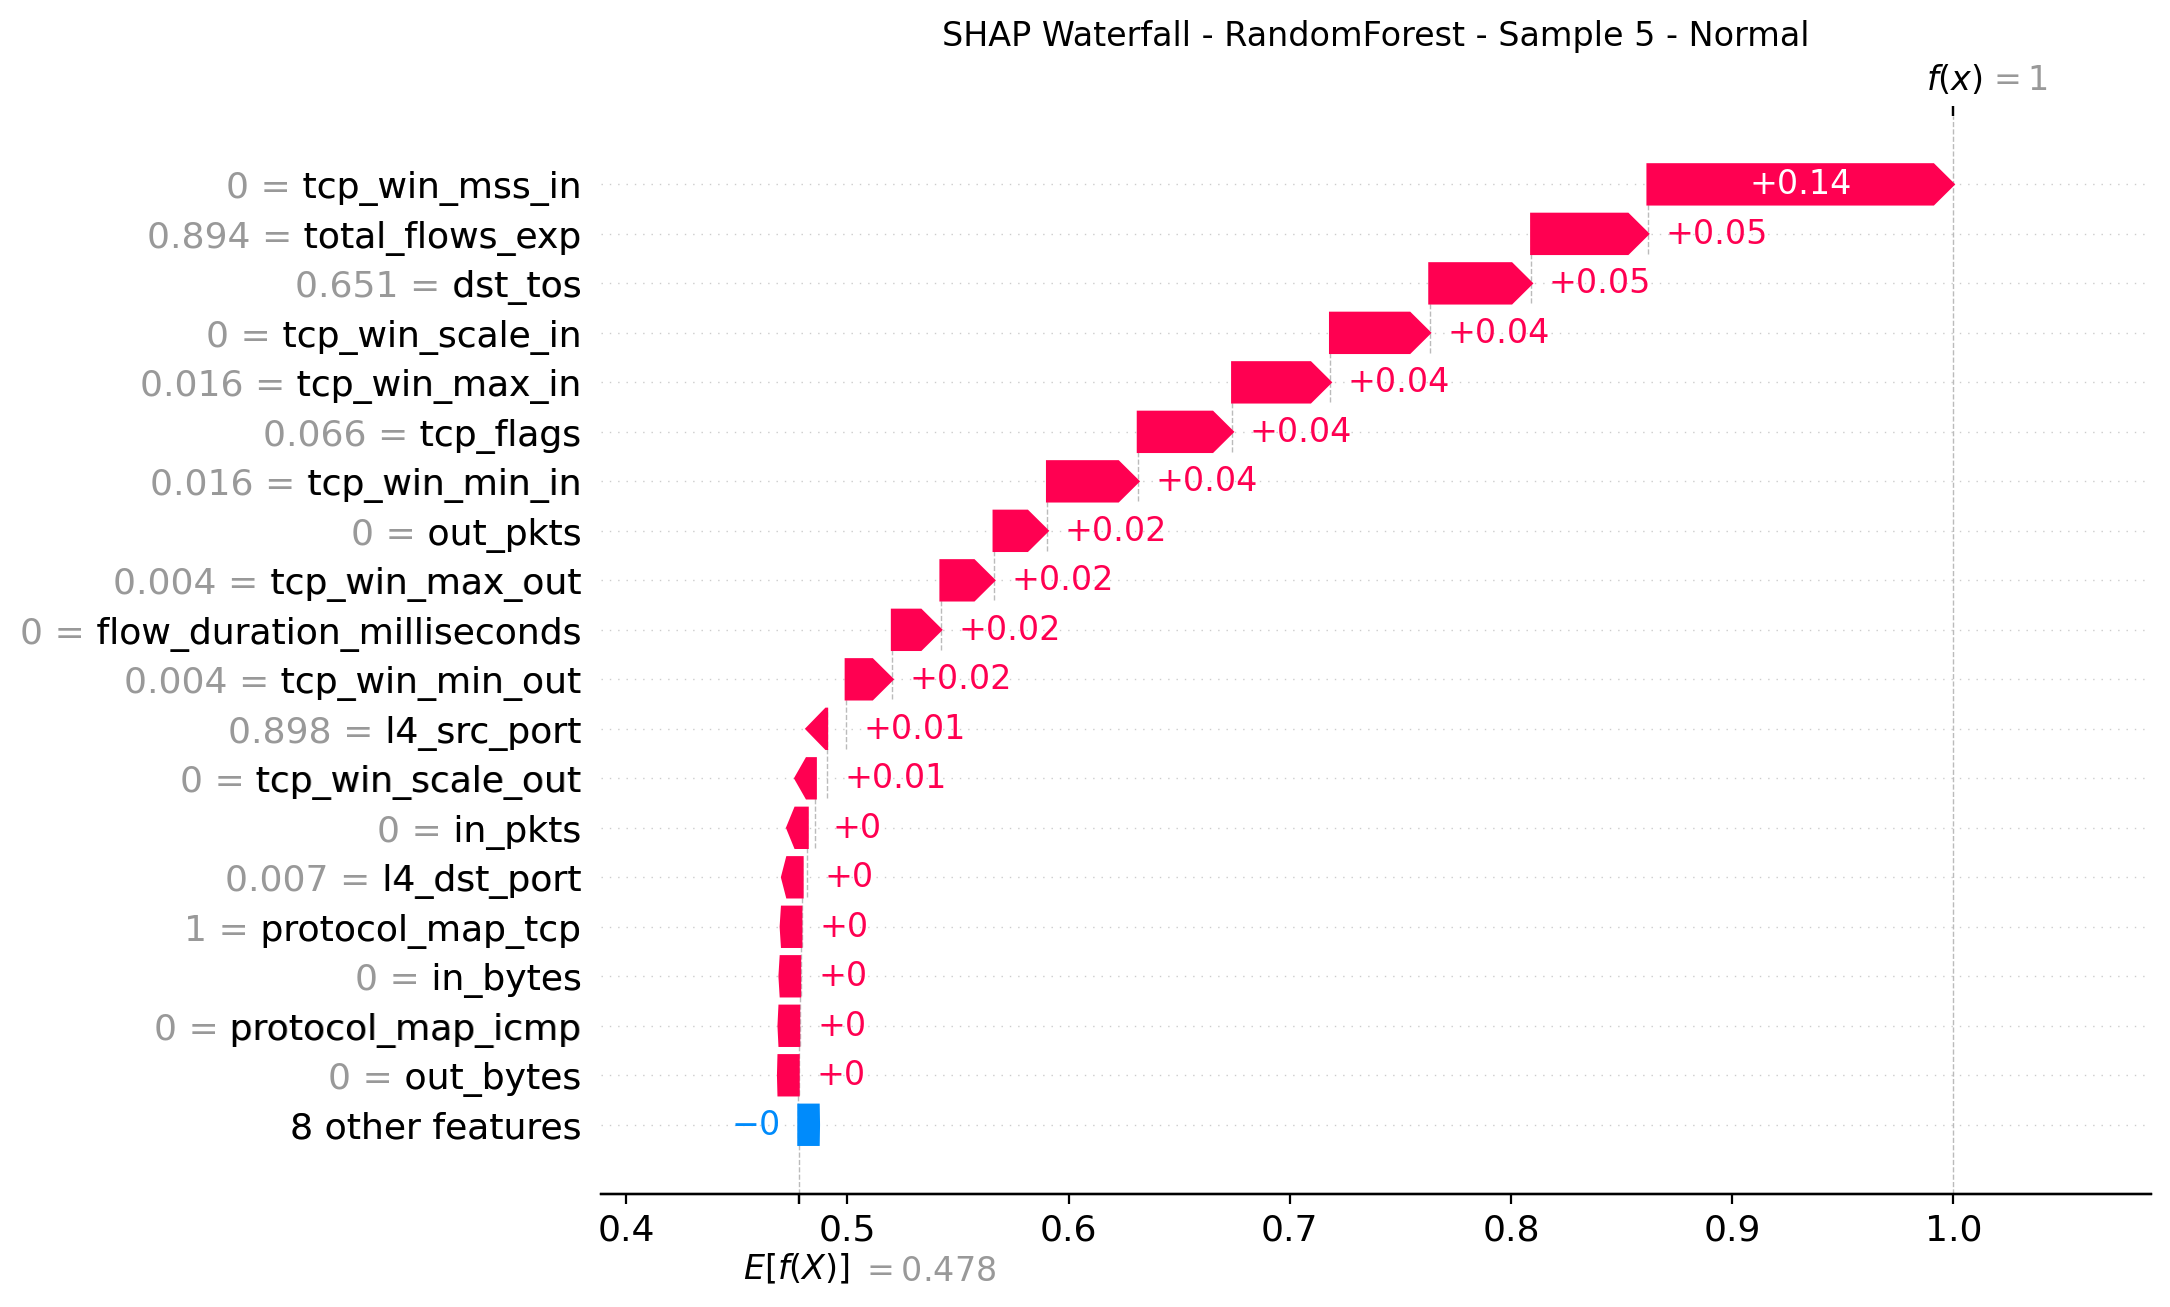 SHAP Waterfall - RandomForest - Sample 5 - Normal
f(x) = 1
0 = tcp_win_mss_in +0.14
0.894 = total_flows_exp +0.05
0.651 = dst_tos +0.05
0 = tcp_win_scale_in +0.04
0.016 = tcp_win_max_in +0.04
0.066 = tcp_flags +0.04
0.016 = tcp_win_min_in +0.04
0 = out_pkts +0.02
0.004 = tcp_win_max_out +0.02
0 = flow_duration_milliseconds +0.02
0.004 = tcp_win_min_out +0.02
0.898 = l4_src_port +0.01
0 = tcp_win_scale_out +0.01
0 = in_pkts +0
0.007 = l4_dst_port +0
1 = protocol_map_tcp +0
0 = in_bytes +0
0 = protocol_map_icmp +0
0 = out_bytes +0
8 other features −0
0.4 0.5 0.6 0.7 0.8 0.9 1.0
E[f(X)] = 0.478